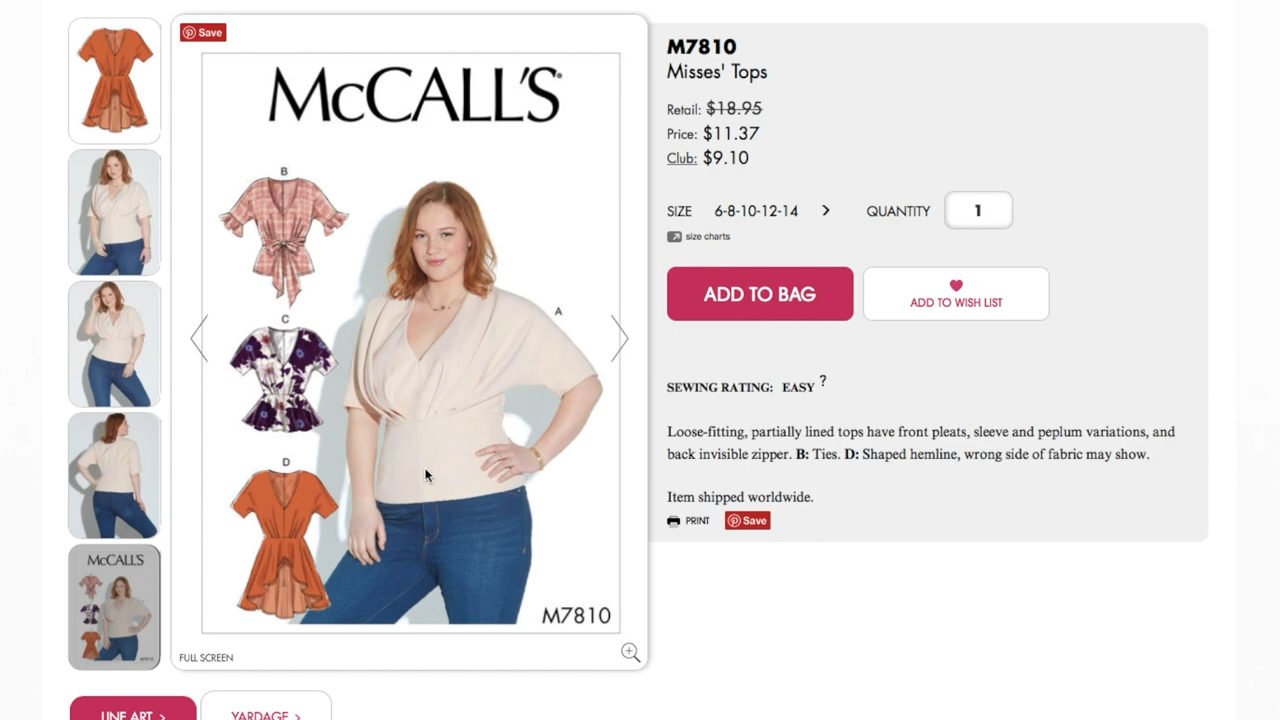 Save
McCALL'S
B
A
C
D
M7810
FULL SCREEN
McCALL'S
LINE ART >
YARDAGE >
M7810
Misses' Tops
Retail: $18.95
Price: $11.37
Club: $9.10
SIZE 6-8-10-12-14 > QUANTITY 1
size charts
ADD TO BAG
ADD TO WISH LIST
SEWING RATING: EASY ?
Loose-fitting, partially lined tops have front pleats, sleeve and peplum variations, and
back invisible zipper. B: Ties. D: Shaped hemline, wrong side of fabric may show.
Item shipped worldwide.
PRINT Save